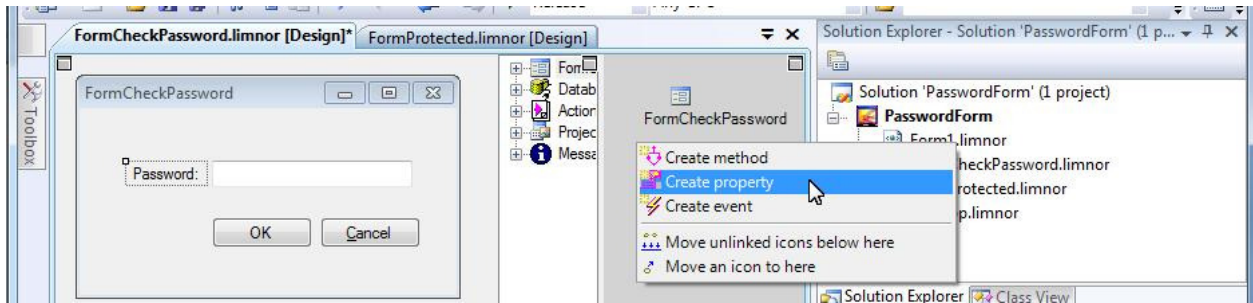 FormCheckPassword.limnor [Design]* FormProtected.limnor [Design]
Solution Explorer - Solution 'PasswordForm' (1 p...
Toolbox
FormCheckPassword
Password:
OK Cancel
Datab
Action
Projec
Messa
FormCheckPassword
Create method
Create property
Create event
Move unlinked icons below here
Move an icon to here
Solution 'PasswordForm' (1 project)
PasswordForm
Form1.limnor
heckPassword.limnor
rotected.limnor
p.limnor
Solution Explorer Class View